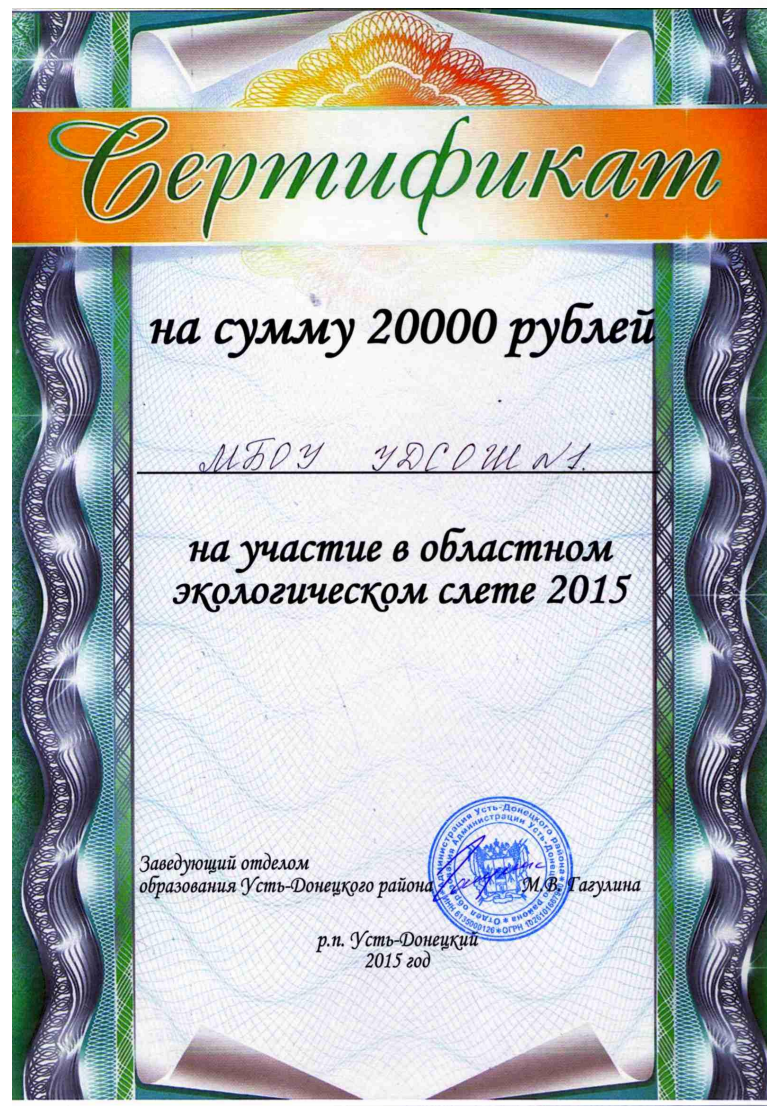 Сертификат
на сумму 20000 рублей
МБОУ УДСОШ №1.
на участие в областном
экологическом слете 2015
Заведующий отделом
образования Усть-Донецкого района М.В. Гагулина
р.п. Усть-Донецкий
2015 год